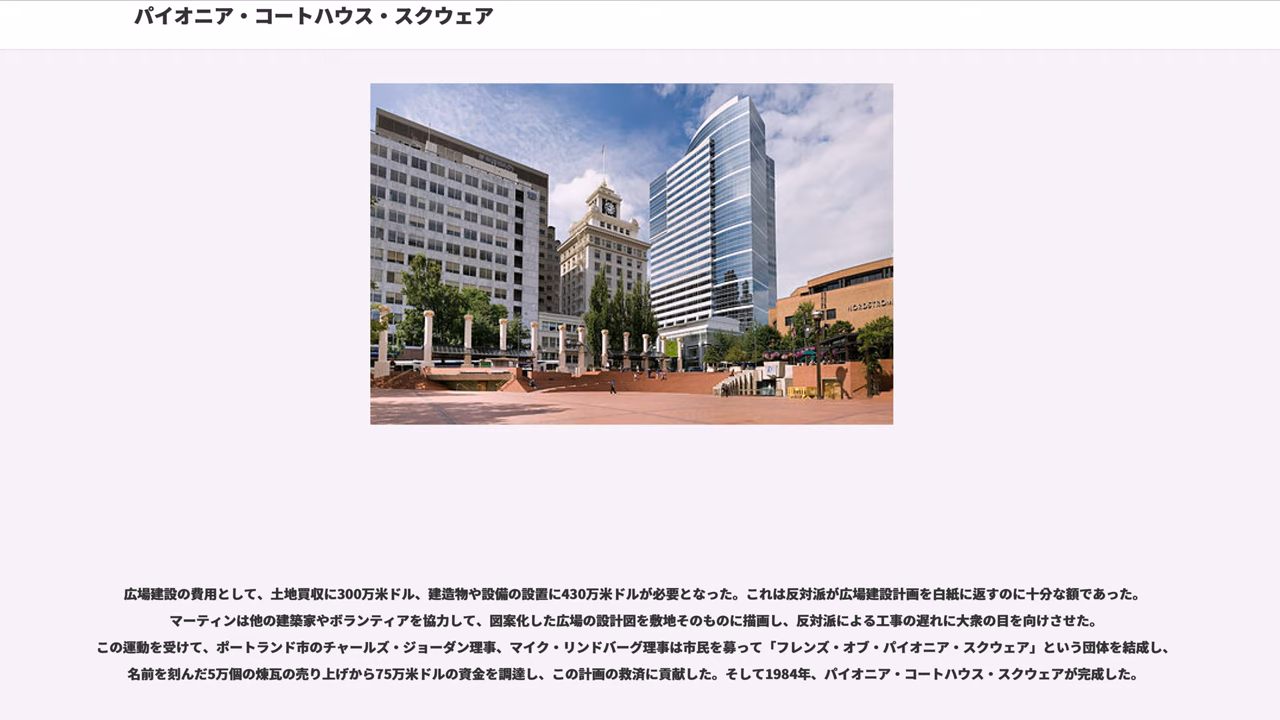 パイオニア・コートハウス・スクウェア
NORDSTROM
広場建設の費用として、土地買収に300万米ドル、建造物や設備の設置に430万米ドルが必要となった。これは反対派が広場建設計画を白紙に返すのに十分な額であった。
マーティンは他の建築家やボランティアを協力して、図案化した広場の設計図を敷地そのものに描画し、反対派による工事の遅れに大衆の目を向けさせた。
この運動を受けて、ポートランド市のチャールズ・ジョーダン理事、マイク・リンドバーグ理事は市民を募って「フレンズ・オブ・パイオニア・スクウェア」という団体を結成し、
名前を刻んだ5万個の煉瓦の売り上げから75万米ドルの資金を調達し、この計画の救済に貢献した。そして1984年、パイオニア・コートハウス・スクウェアが完成した。